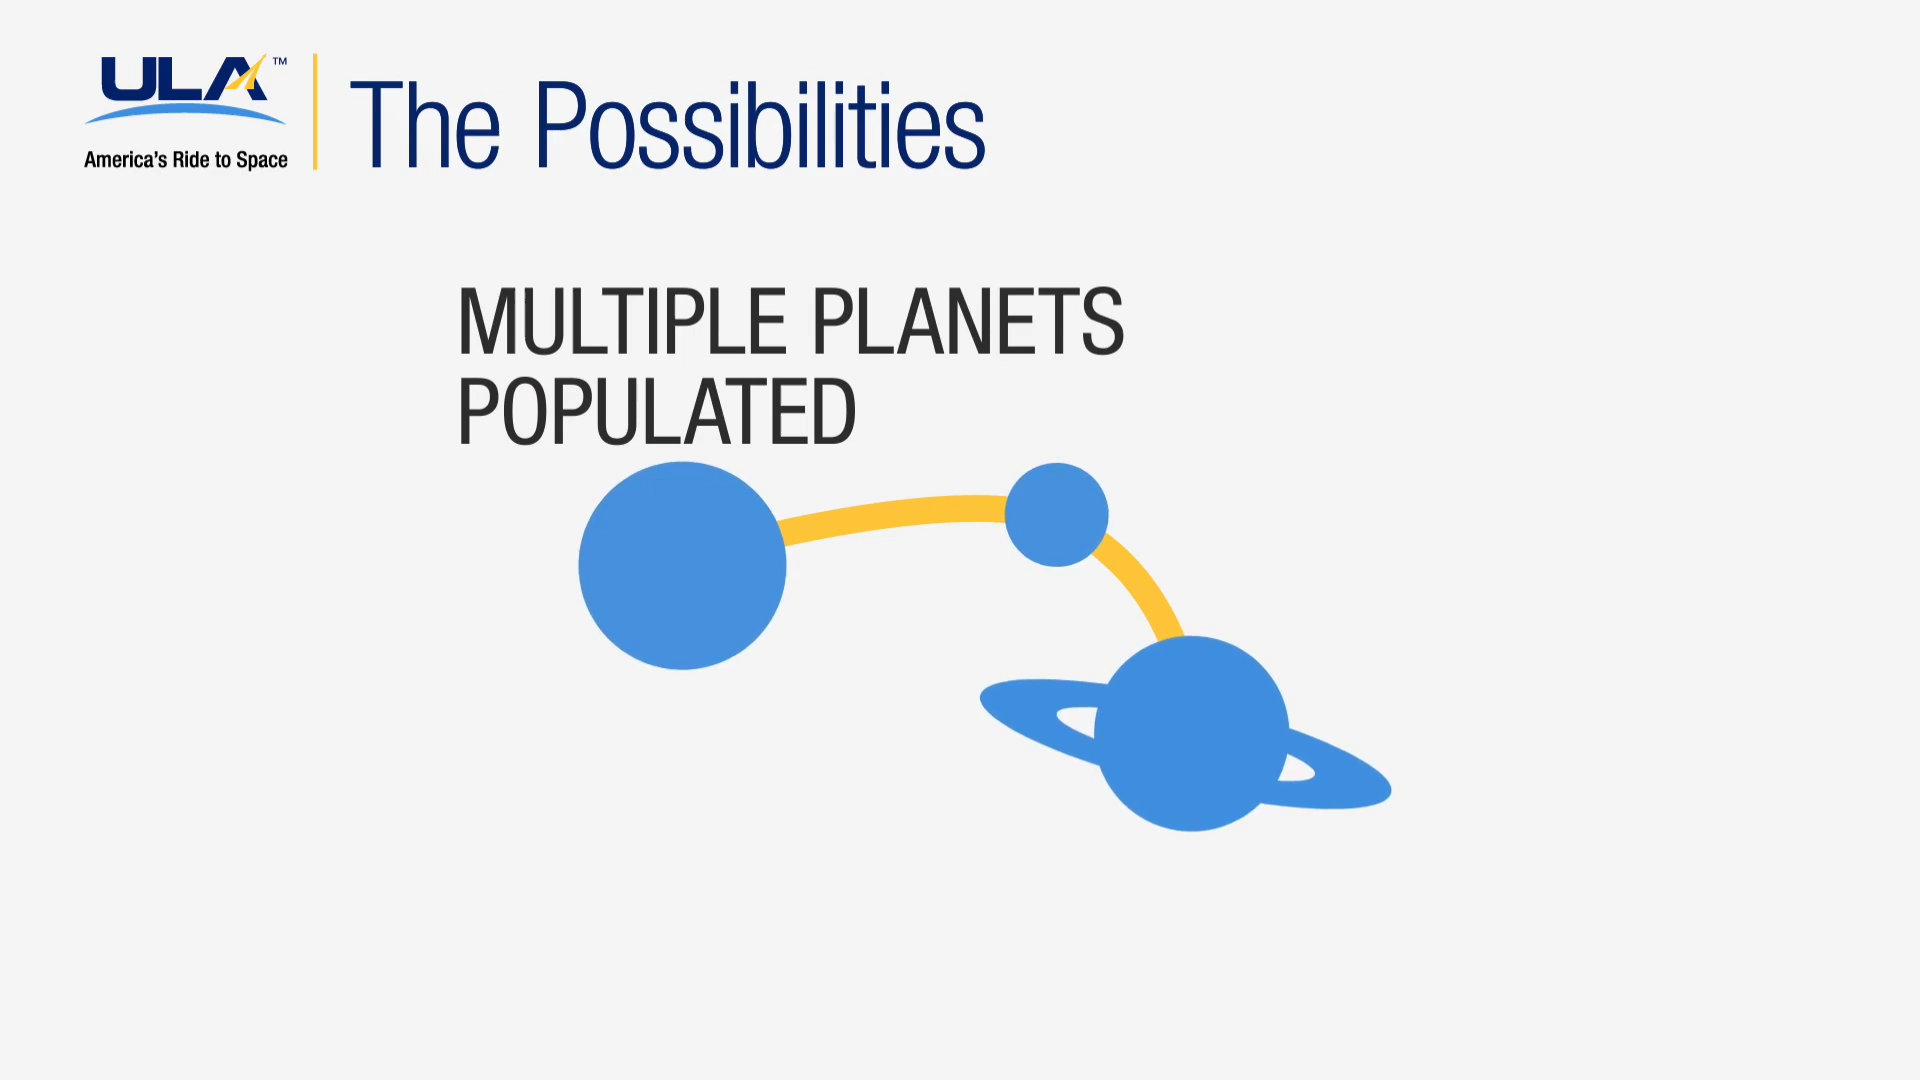 ULA™
America's Ride to Space
The Possibilities
MULTIPLE PLANETS
POPULATED